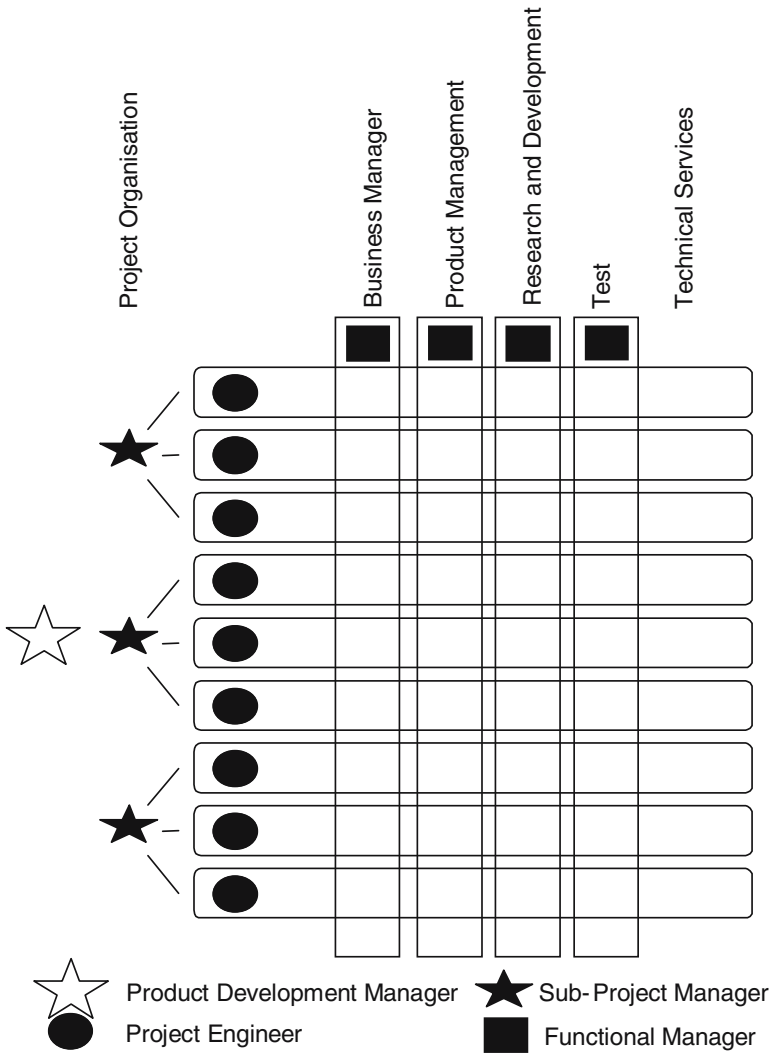 Project Organisation
Business Manager
Product Management
Research and Development
Test
Technical Services
Product Development Manager
Sub-Project Manager
Project Engineer
Functional Manager